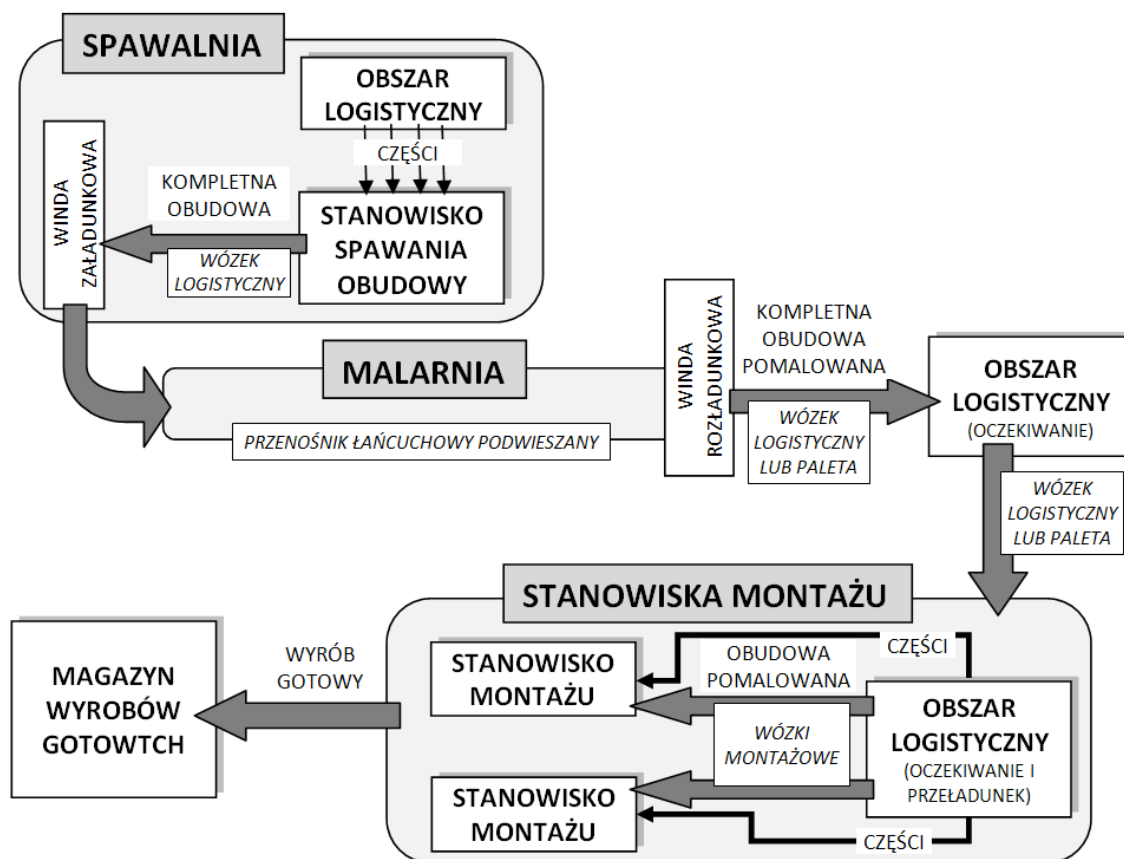 SPAWALNIA
OBSZAR
LOGISTYCZNY
CZĘŚCI
WINDA
ZAŁADUNKOWA
KOMPLETNA
OBUDOWA
WÓZEK
LOGISTYCZNY
STANOWISKO
SPAWANIA
OBUDOWY
MALARNIA
PRZENOŚNIK ŁAŃCUCHOWY PODWIESZANY
WINDA
ROZŁADUNKOWA
KOMPLETNA
OBUDOWA
POMALOWANA
WÓZEK
LOGISTYCZNY
LUB PALETA
OBSZAR
LOGISTYCZNY
(OCZEKIWANIE)
WÓZEK
LOGISTYCZNY
LUB PALETA
STANOWISKA MONTAŻU
CZĘŚCI
OBUDOWA
POMALOWANA
STANOWISKO
MONTAŻU
OBSZAR
LOGISTYCZNY
(OCZEKIWANIE I
PRZEŁADUNEK)
WÓZKI
MONTAŻOWE
STANOWISKO
MONTAŻU
CZĘŚCI
WYRÓB
GOTOWY
MAGAZYN
WYROBÓW
GOTOWTCH